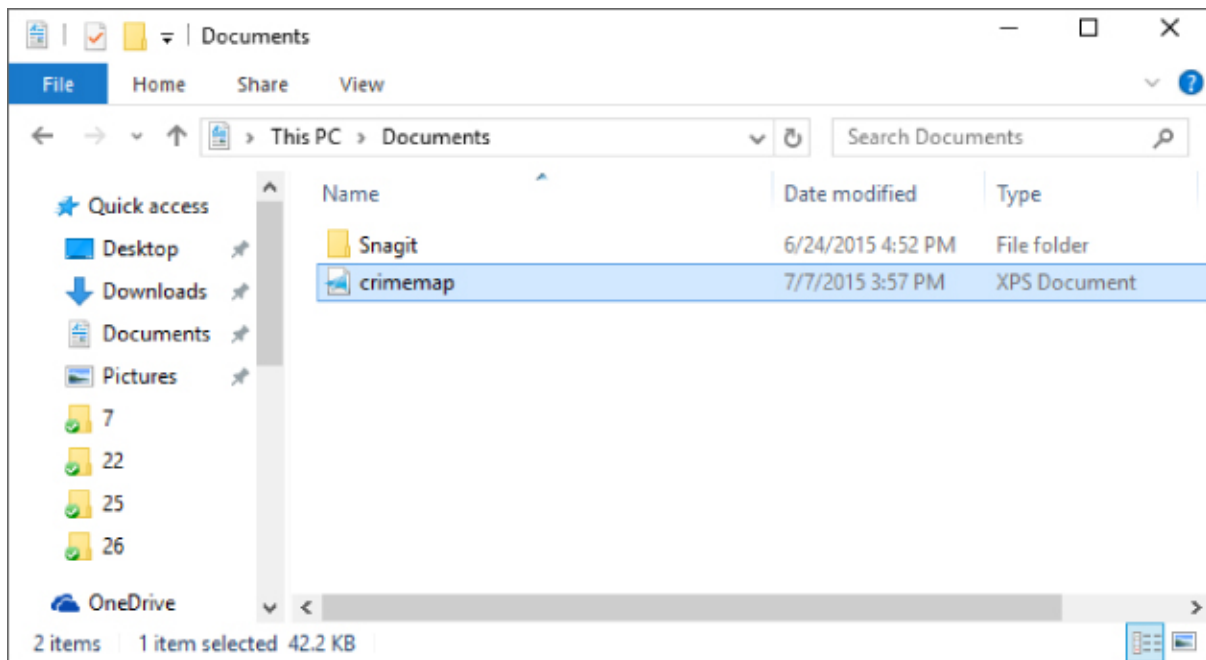 Documents
File Home Share View
This PC Documents Search Documents
Name Date modified Type
Quick access
Desktop
Downloads
Documents
Pictures
7
22
25
26
OneDrive
Snagit 6/24/2015 4:52 PM File folder
crimemap 7/7/2015 3:57 PM XPS Document
2 items 1 item selected 42.2 KB